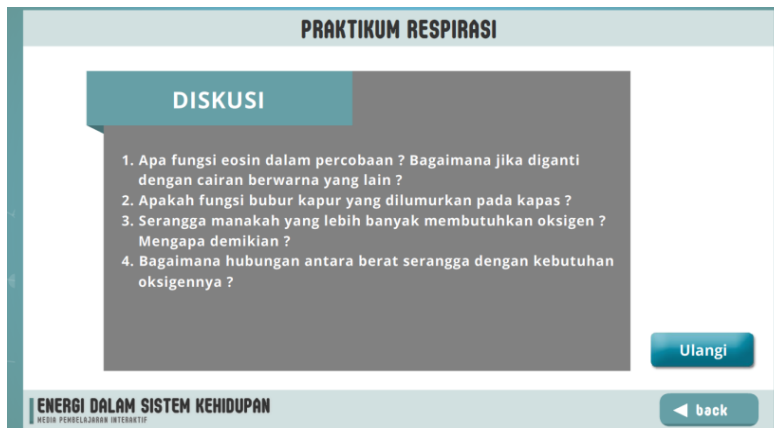 PRAKTIKUM RESPIRASI
DISKUSI
1. Apa fungsi eosin dalam percobaan ? Bagaimana jika diganti
dengan cairan berwarna yang lain ?
2. Apakah fungsi bubur kapur yang dilumurkan pada kapas ?
3. Serangga manakah yang lebih banyak membutuhkan oksigen ?
Mengapa demikian ?
4. Bagaimana hubungan antara berat serangga dengan kebutuhan
oksigennya ?
Ulangi
ENERGI DALAM SISTEM KEHIDUPAN
MEDIA PEMBELAJARAN INTERAKTIF
back